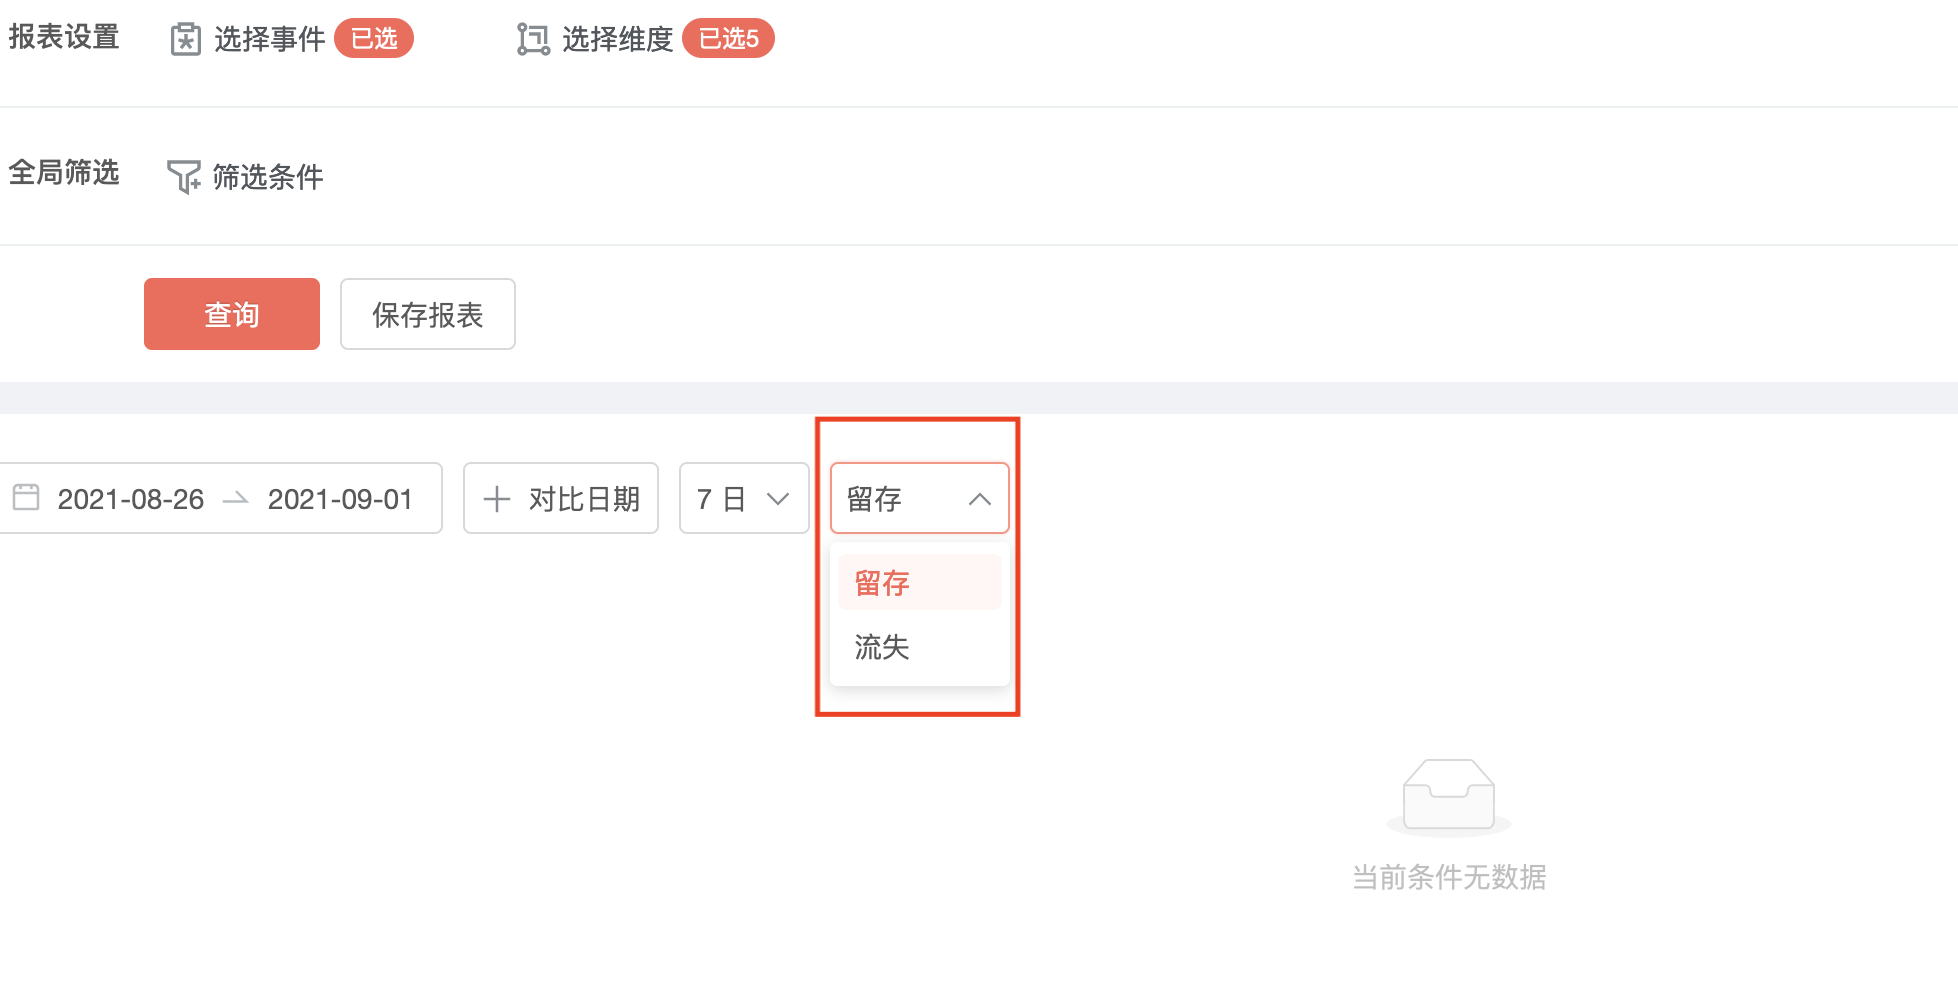 报表设置 选择事件 已选 选择维度 已选5
全局筛选 筛选条件
查询 保存报表
2021-08-26 2021-09-01 对比日期 7 日 留存
留存
流失
当前条件无数据